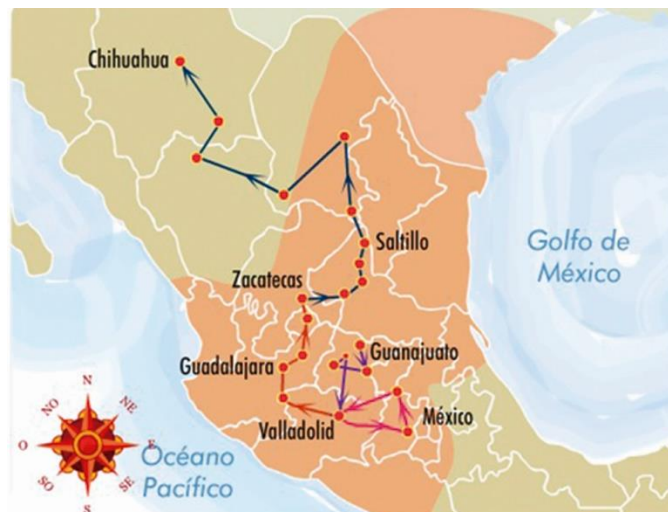 Chihuahua
Saltillo
Golfo de
México
Zacatecas
Guadalajara
Guanajuato
Valladolid
México
Océano
Pacífico
N
NO
NE
O
E
SO
SE
S